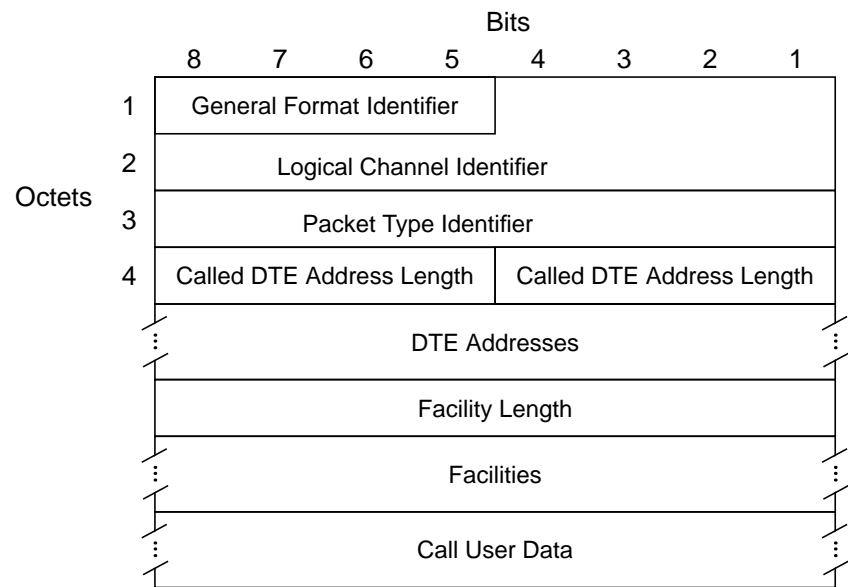 Bits
8 7 6 5 4 3 2 1
1 General Format Identifier
2 Logical Channel Identifier
Octets
3 Packet Type Identifier
4 Called DTE Address Length Called DTE Address Length
DTE Addresses
Facility Length
Facilities
Call User Data